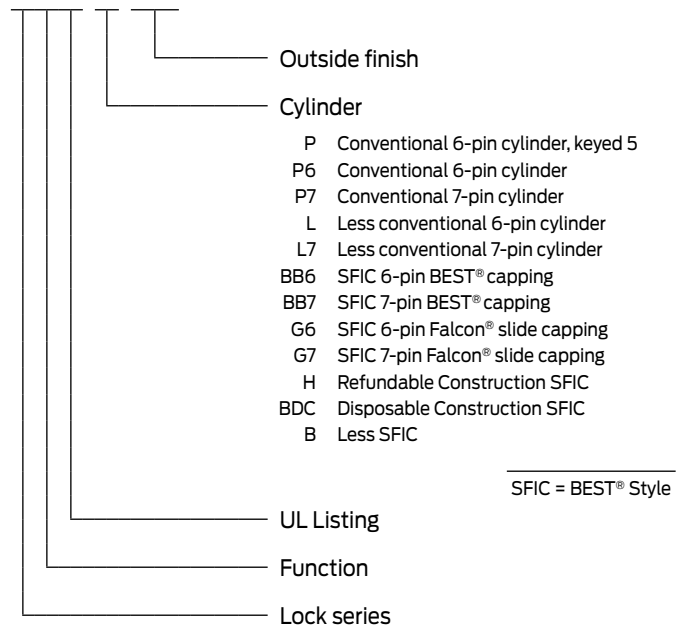 Outside finish
Cylinder
P Conventional 6-pin cylinder, keyed 5
P6 Conventional 6-pin cylinder
P7 Conventional 7-pin cylinder
L Less conventional 6-pin cylinder
L7 Less conventional 7-pin cylinder
BB6 SFIC 6-pin BEST® capping
BB7 SFIC 7-pin BEST® capping
G6 SFIC 6-pin Falcon® slide capping
G7 SFIC 7-pin Falcon® slide capping
H Refundable Construction SFIC
BDC Disposable Construction SFIC
B Less SFIC
SFIC = BEST® Style
UL Listing
Function
Lock series